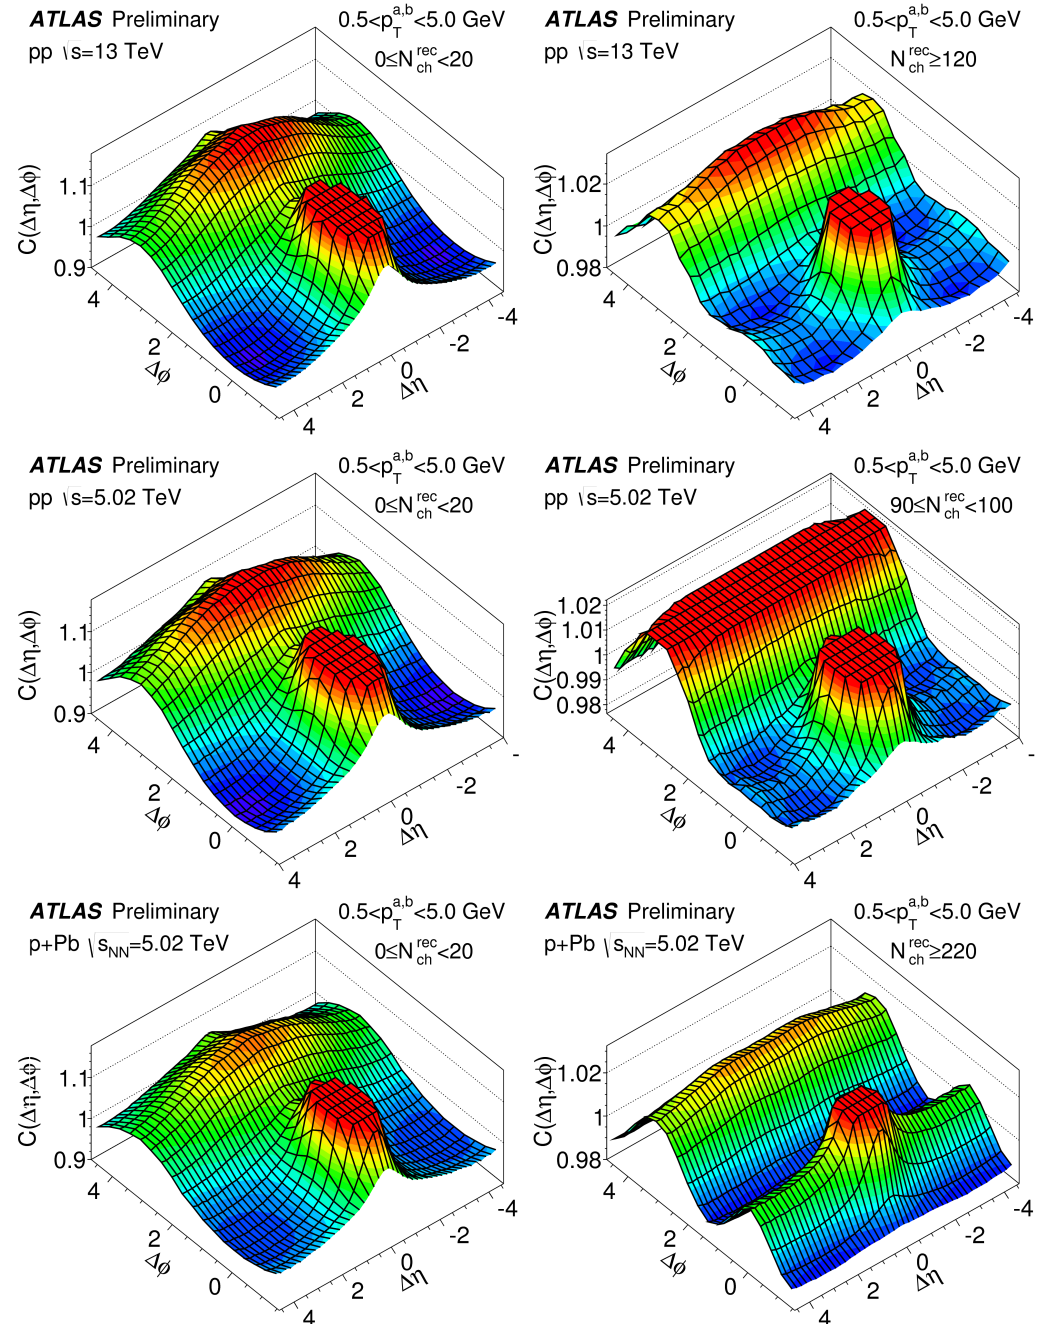 ATLAS Preliminary
pp √s=13 TeV
0.5<p_T^{a,b}<5.0 GeV
0≤N_ch^rec<20
C(Δη,Δϕ)
1.1
1
0.9
4
2
0
Δϕ
4
2
0
-2
-4
Δη
ATLAS Preliminary
pp √s=13 TeV
0.5<p_T^{a,b}<5.0 GeV
N_ch^rec≥120
C(Δη,Δϕ)
1.02
1
0.98
4
2
0
Δϕ
4
2
0
-2
-4
Δη
ATLAS Preliminary
pp √s=5.02 TeV
0.5<p_T^{a,b}<5.0 GeV
0≤N_ch^rec<20
C(Δη,Δϕ)
1.1
1
0.9
4
2
0
Δϕ
4
2
0
-2
-
Δη
ATLAS Preliminary
pp √s=5.02 TeV
0.5<p_T^{a,b}<5.0 GeV
90≤N_ch^rec<100
C(Δη,Δϕ)
1.02
1.01
1
0.99
0.98
4
2
0
Δϕ
4
2
0
-2
-
Δη
ATLAS Preliminary
p+Pb √s_NN=5.02 TeV
0.5<p_T^{a,b}<5.0 GeV
0≤N_ch^rec<20
C(Δη,Δϕ)
1.1
1
0.9
4
2
0
Δϕ
4
2
0
-2
-4
Δη
ATLAS Preliminary
p+Pb √s_NN=5.02 TeV
0.5<p_T^{a,b}<5.0 GeV
N_ch^rec≥220
C(Δη,Δϕ)
1.02
1
0.98
4
2
0
Δϕ
4
2
0
-2
-4
Δη